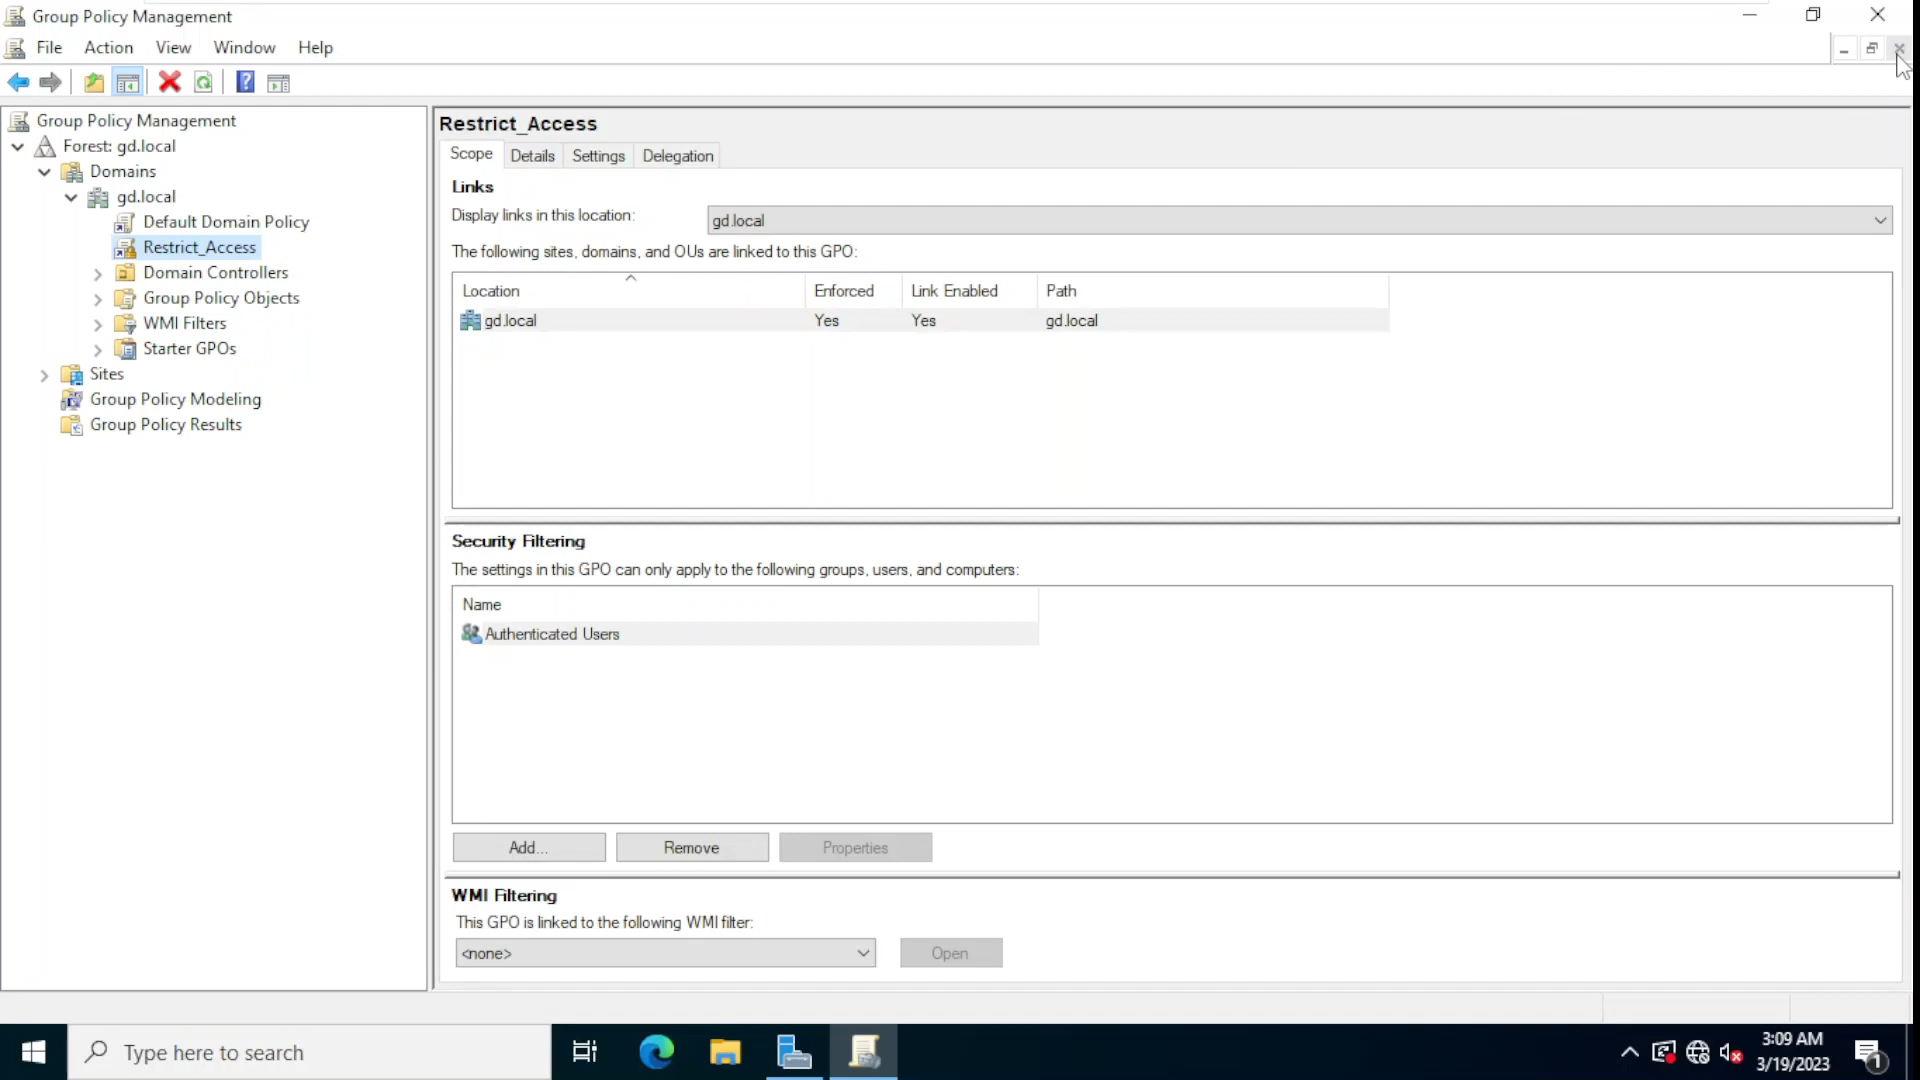 Group Policy Management
File Action View Window Help
Group Policy Management
Forest: gd.local
Domains
gd.local
Default Domain Policy
Restrict_Access
Domain Controllers
Group Policy Objects
WMI Filters
Starter GPOs
Sites
Group Policy Modeling
Group Policy Results
Restrict_Access
Scope Details Settings Delegation
Links
Display links in this location: gd.local
The following sites, domains, and OUs are linked to this GPO:
Location Enforced Link Enabled Path
gd.local Yes Yes gd.local
Security Filtering
The settings in this GPO can only apply to the following groups, users, and computers:
Name
Authenticated Users
Add... Remove Properties
WMI Filtering
This GPO is linked to the following WMI filter:
<none> Open
Type here to search
3:09 AM
3/19/2023
1